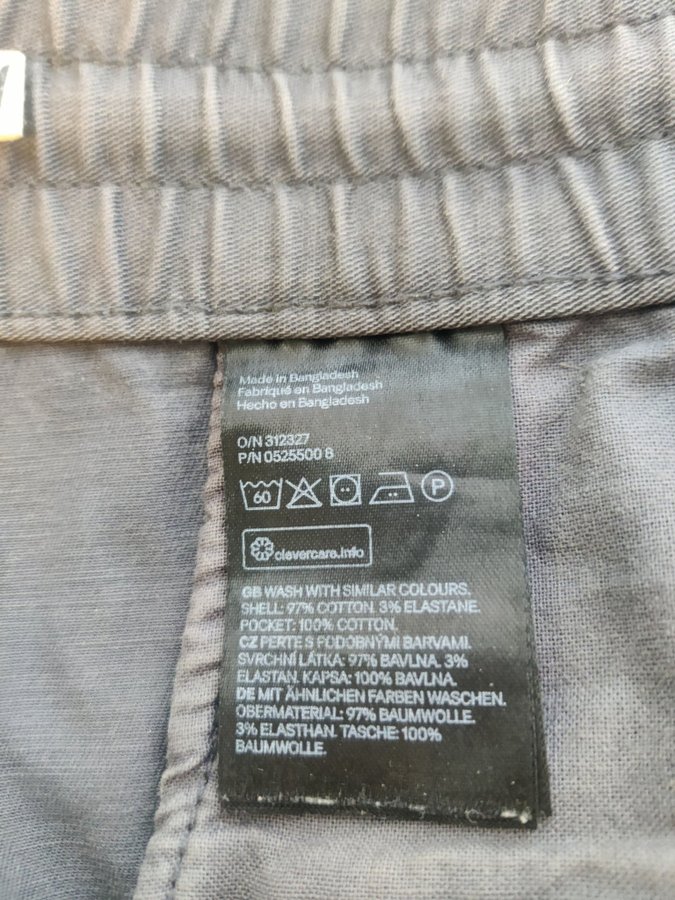 Made in Bangladesh
Fabriqué en Bangladesh
Hecho en Bangladesh
O/N 312327
P/N 0525500 8
60 P
clevercare.info
GB WASH WITH SIMILAR COLOURS.
SHELL: 97% COTTON. 3% ELASTANE.
POCKET: 100% COTTON.
CZ PERTE S PODOBNÝMI BARVAMI.
SVRCHNÍ LÁTKA: 97% BAVLNA. 3%
ELASTAN. KAPSA: 100% BAVLNA.
DE MIT ÄHNLICHEN FARBEN WASCHEN.
OBERMATERIAL: 97% BAUMWOLLE.
3% ELASTHAN. TASCHE: 100%
BAUMWOLLE.